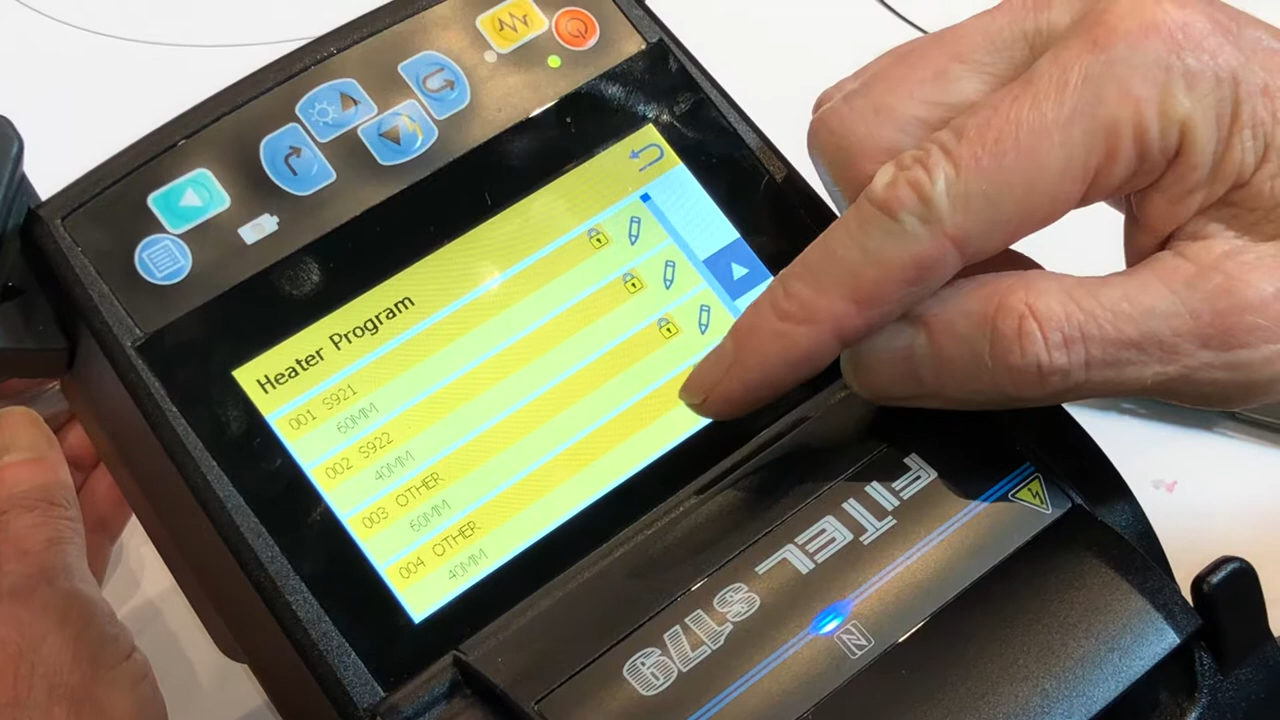 Heater Program
001 S921
60MM
002 S922
40MM
003 OTHER
60MM
004 OTHER
40MM
FITEL S179
N